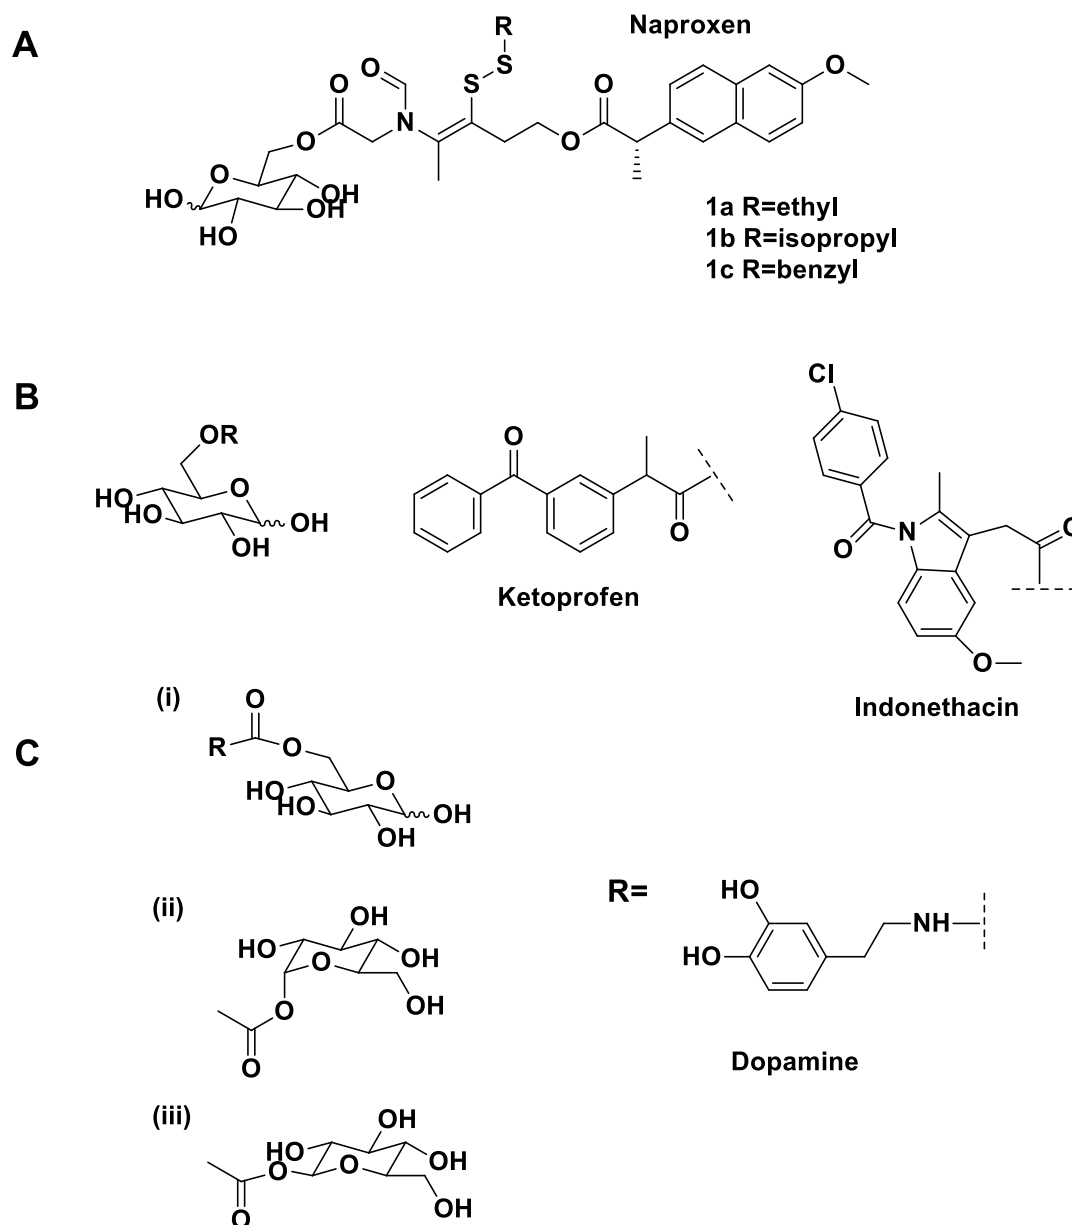 A
Naproxen
R
S
S
O
O
O
N
O
O
O
O
HO
OH
OH
HO
1a R=ethyl
1b R=isopropyl
1c R=benzyl
B
OR
O
HO
HO
OH
OH
O
O
Ketoprofen
Cl
O
N
O
O
Indonethacin
C
(i)
O
R
O
O
HO
HO
OH
OH
(ii)
OH
HO
OH
O
OH
O
O
R=
HO
HO
NH
Dopamine
(iii)
OH
HO
O
O
OH
OH
O